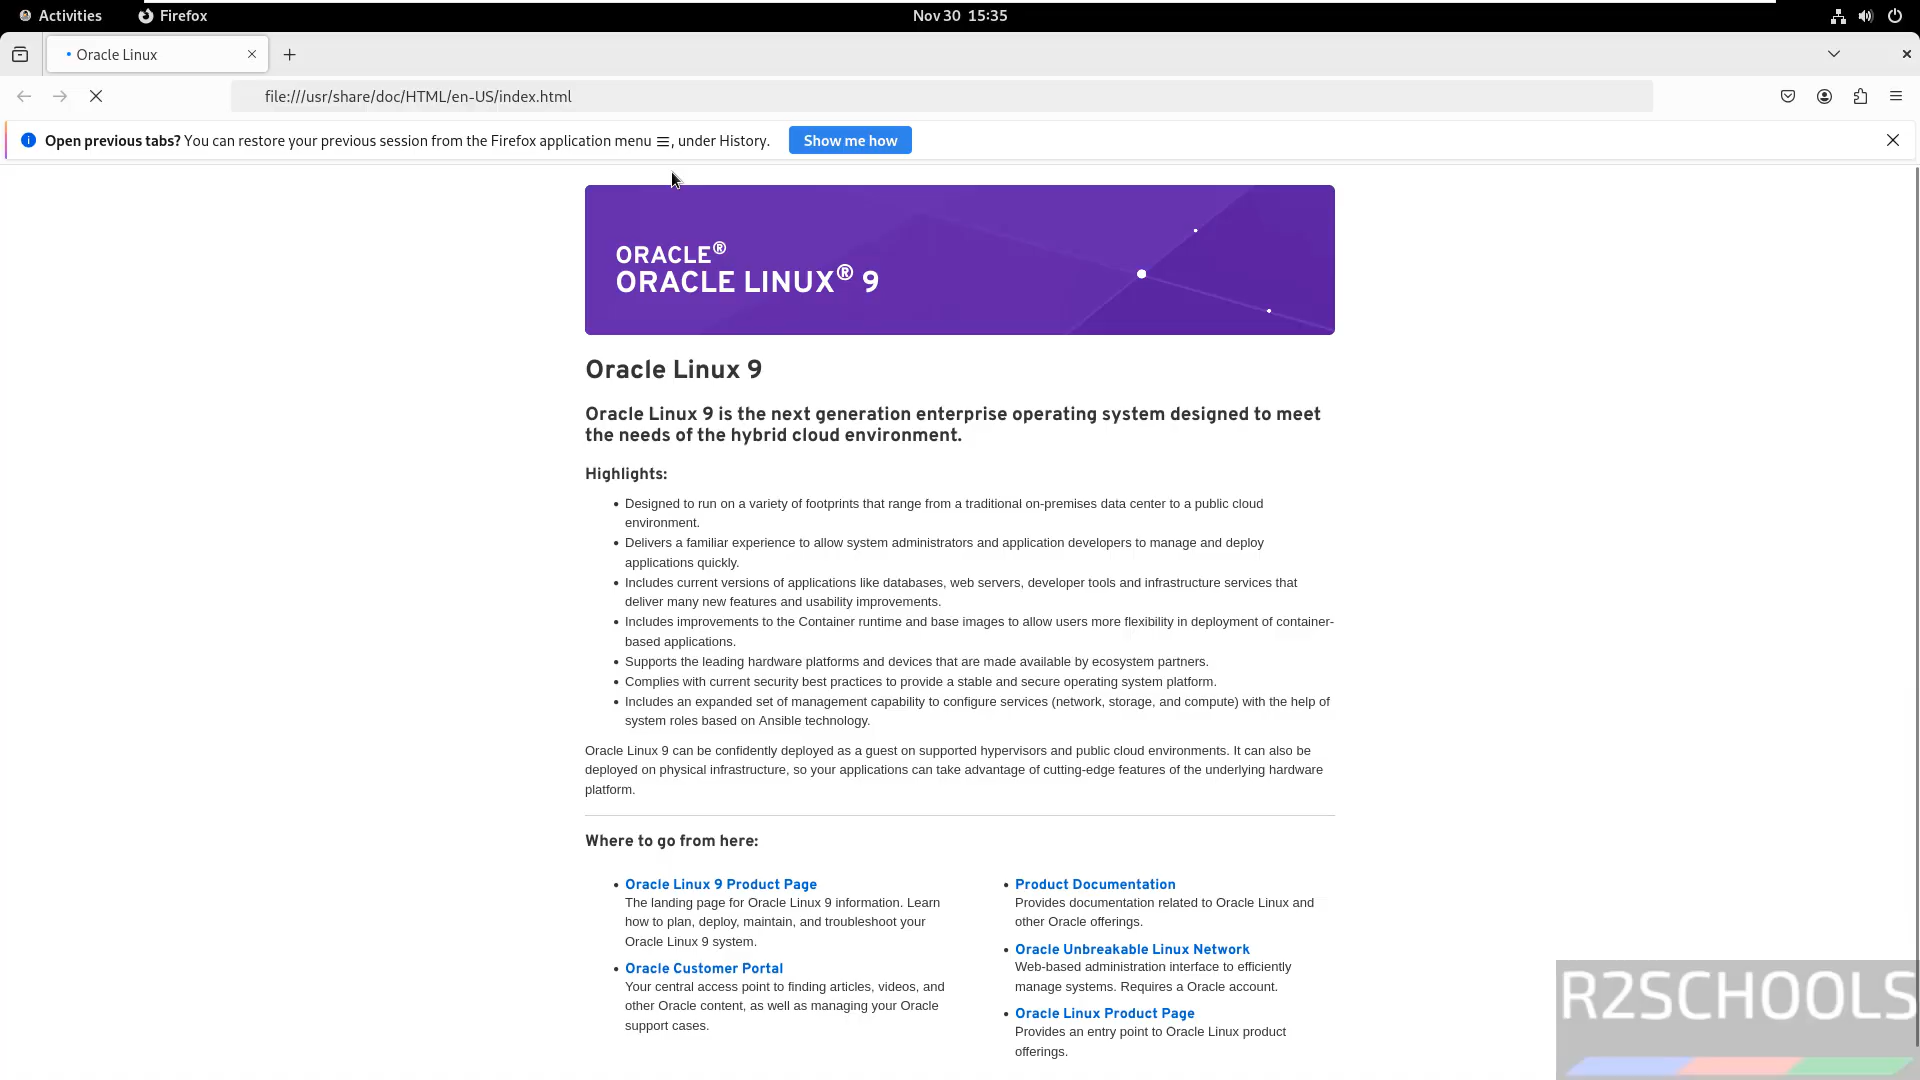 Activities
Firefox
Nov 30 15:35
Oracle Linux
file:///usr/share/doc/HTML/en-US/index.html
Open previous tabs? You can restore your previous session from the Firefox application menu ☰, under History.
Show me how
ORACLE®
ORACLE LINUX® 9
Oracle Linux 9
Oracle Linux 9 is the next generation enterprise operating system designed to meet
the needs of the hybrid cloud environment.
Highlights:
• Designed to run on a variety of footprints that range from a traditional on-premises data center to a public cloud
environment.
• Delivers a familiar experience to allow system administrators and application developers to manage and deploy
applications quickly.
• Includes current versions of applications like databases, web servers, developer tools and infrastructure services that
deliver many new features and usability improvements.
• Includes improvements to the Container runtime and base images to allow users more flexibility in deployment of container-
based applications.
• Supports the leading hardware platforms and devices that are made available by ecosystem partners.
• Complies with current security best practices to provide a stable and secure operating system platform.
• Includes an expanded set of management capability to configure services (network, storage, and compute) with the help of
system roles based on Ansible technology.
Oracle Linux 9 can be confidently deployed as a guest on supported hypervisors and public cloud environments. It can also be
deployed on physical infrastructure, so your applications can take advantage of cutting-edge features of the underlying hardware
platform.
Where to go from here:
• Oracle Linux 9 Product Page
The landing page for Oracle Linux 9 information. Learn
how to plan, deploy, maintain, and troubleshoot your
Oracle Linux 9 system.
• Oracle Customer Portal
Your central access point to finding articles, videos, and
other Oracle content, as well as managing your Oracle
support cases.
• Product Documentation
Provides documentation related to Oracle Linux and
other Oracle offerings.
• Oracle Unbreakable Linux Network
Web-based administration interface to efficiently
manage systems. Requires a Oracle account.
• Oracle Linux Product Page
Provides an entry point to Oracle Linux product
offerings.
R2SCHOOLS